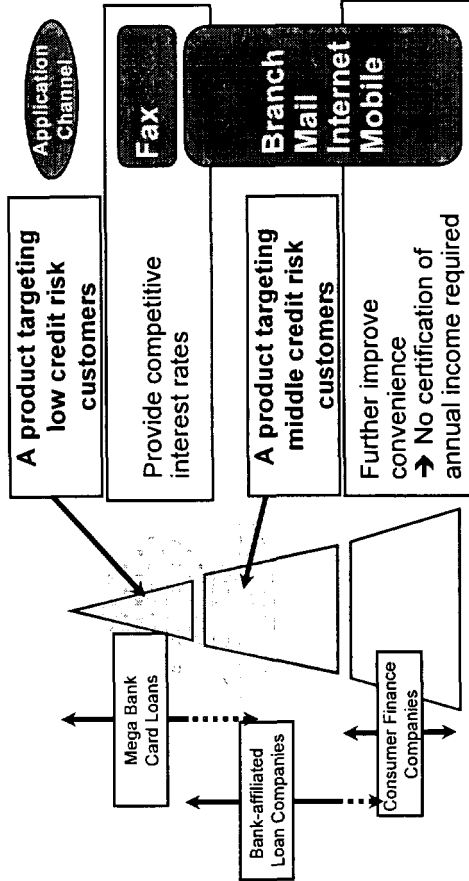 Application
Channel
A product targeting
low credit risk
customers
Provide competitive
interest rates
Fax
A product targeting
middle credit risk
customers
Branch
Mail
Internet
Mobile
Further improve
convenience
➔ No certification of
annual income required
Mega Bank
Card Loans
Bank-affiliated
Loan Companies
Consumer Finance
Companies